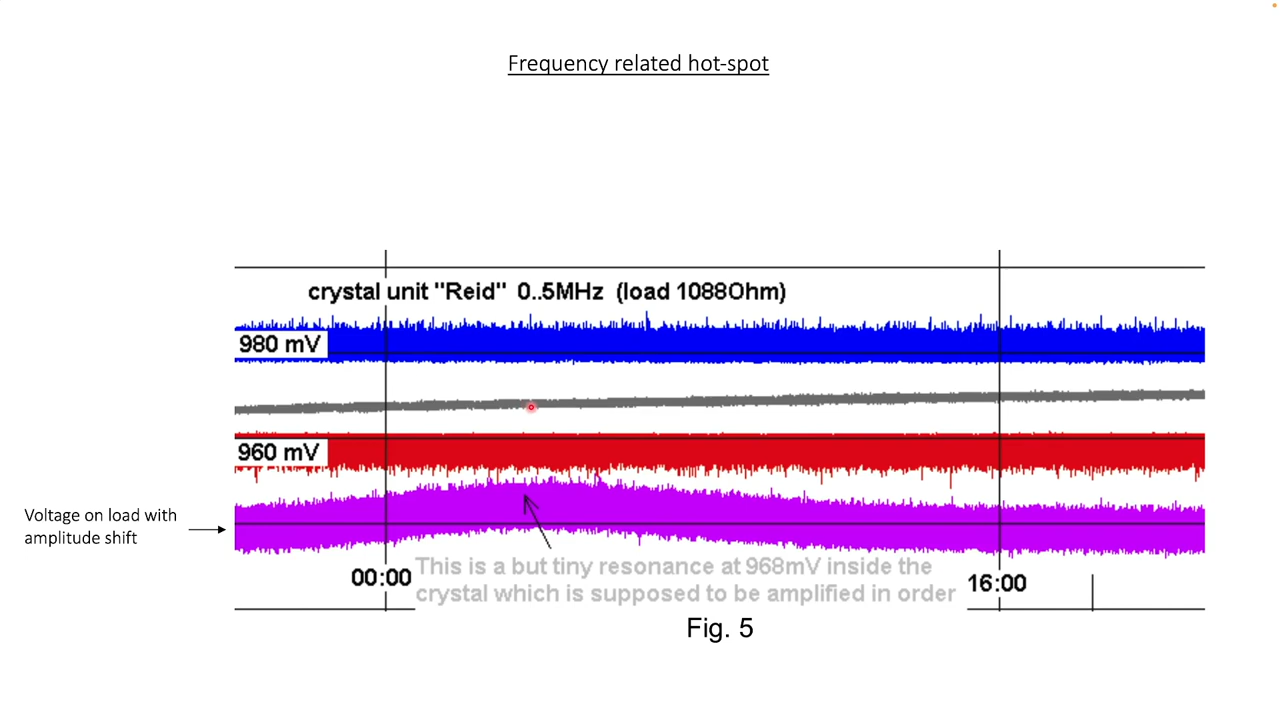 Frequency related hot-spot
crystal unit "Reid" 0..5MHz (load 1088Ohm)
980 mV
960 mV
Voltage on load with
amplitude shift
This is a but tiny resonance at 968mV inside the
crystal which is supposed to be amplified in order
00:00
16:00
Fig. 5